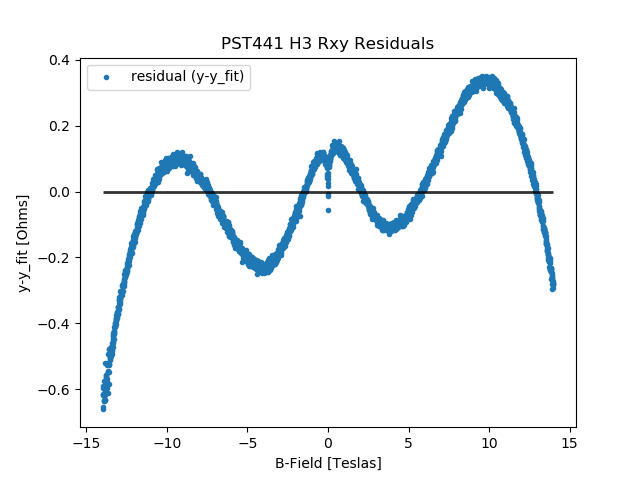 PST441 H3 Rxy Residuals
residual (y-y_fit)
0.4
0.2
0.0
−0.2
−0.4
−0.6
y-y_fit [Ohms]
−15 −10 −5 0 5 10 15
B-Field [Teslas]